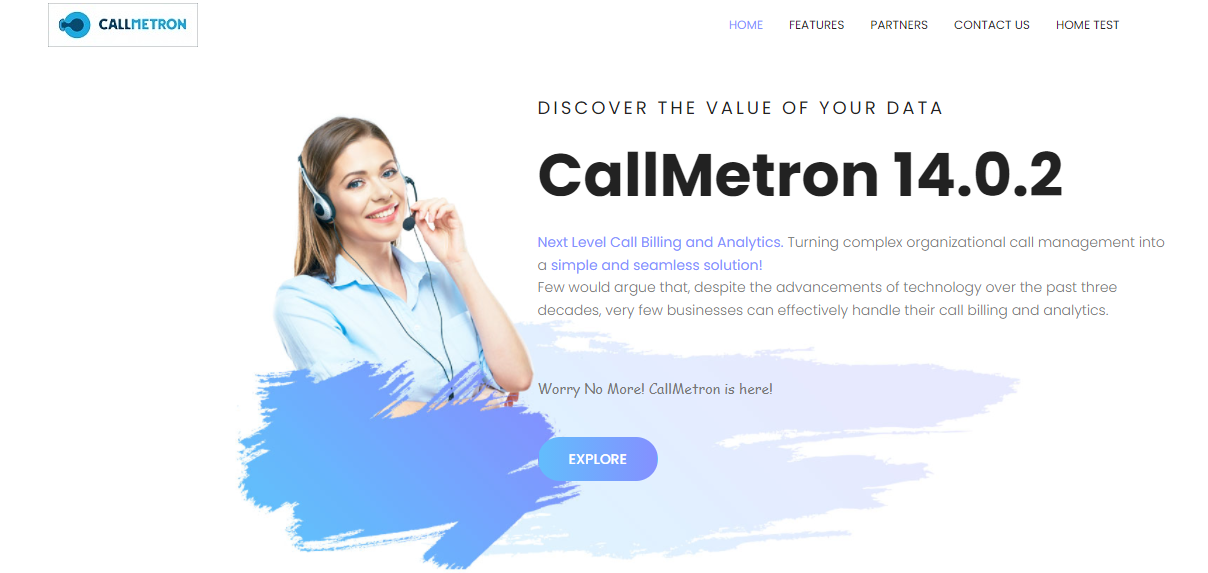 CALLMETRON
HOME
FEATURES
PARTNERS
CONTACT US
HOME TEST
DISCOVER THE VALUE OF YOUR DATA
CallMetron 14.0.2
Next Level Call Billing and Analytics. Turning complex organizational call management into
a simple and seamless solution!
Few would argue that, despite the advancements of technology over the past three
decades, very few businesses can effectively handle their call billing and analytics.
Worry No More! CallMetron is here!
EXPLORE